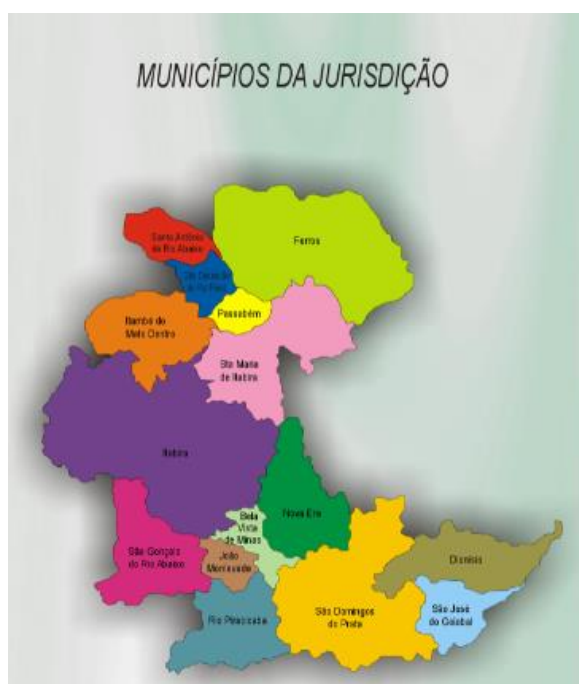 MUNICÍPIOS DA JURISDIÇÃO
Ferros
Santo Antônio
do Rio Abaixo
Passabém
Itambé do
Mato Dentro
Sta Maria
de Itabira
Itabira
Nova Era
Bela
Vista
de Minas
São Gonçalo
do Rio Abaixo
João
Monlevade
Dionísio
São José
do Goiabal
São Domingos
do Prata
Rio Piracicaba